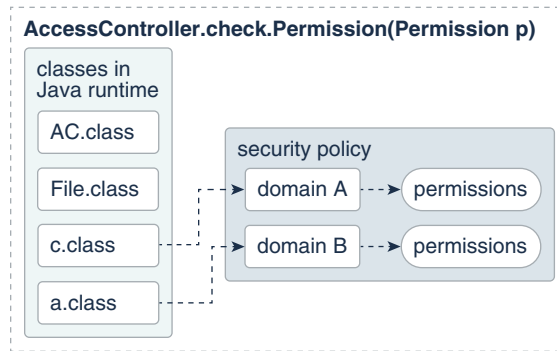 AccessController.check.Permission(Permission p)
classes in
Java runtime
AC.class
File.class
c.class
a.class
security policy
domain A
permissions
domain B
permissions